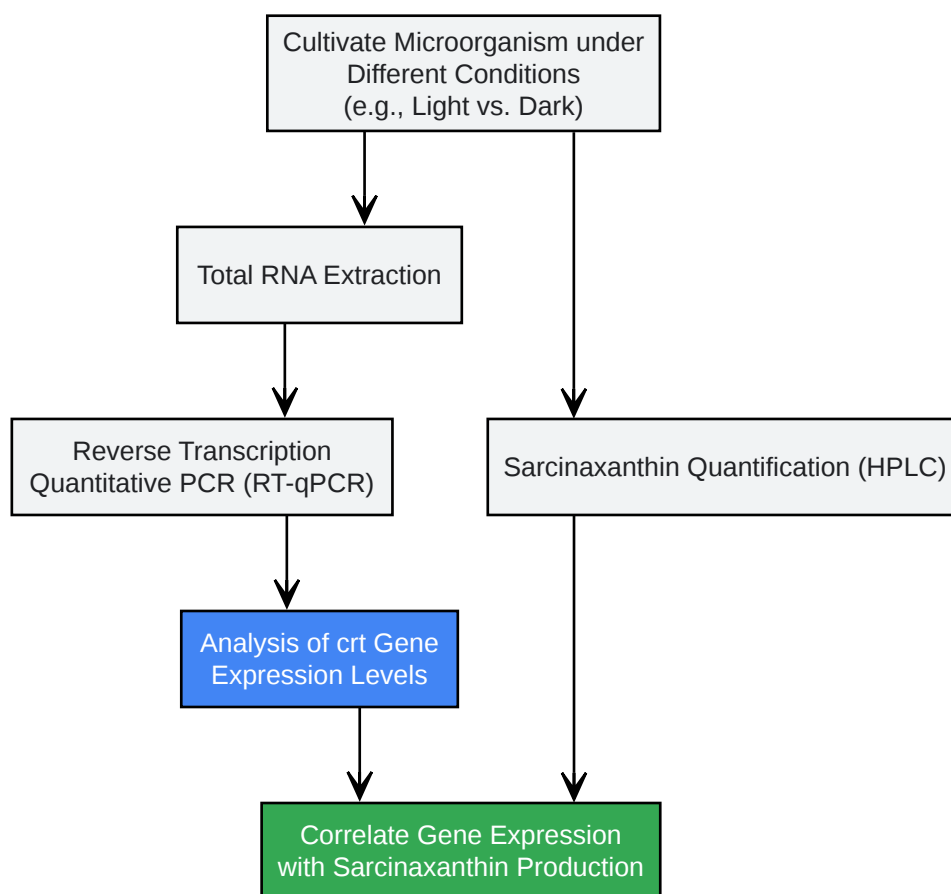 Cultivate Microorganism under
Different Conditions
(e.g., Light vs. Dark)
Total RNA Extraction
Reverse Transcription
Quantitative PCR (RT-qPCR)
Sarcinaxanthin Quantification (HPLC)
Analysis of crt Gene
Expression Levels
Correlate Gene Expression
with Sarcinaxanthin Production